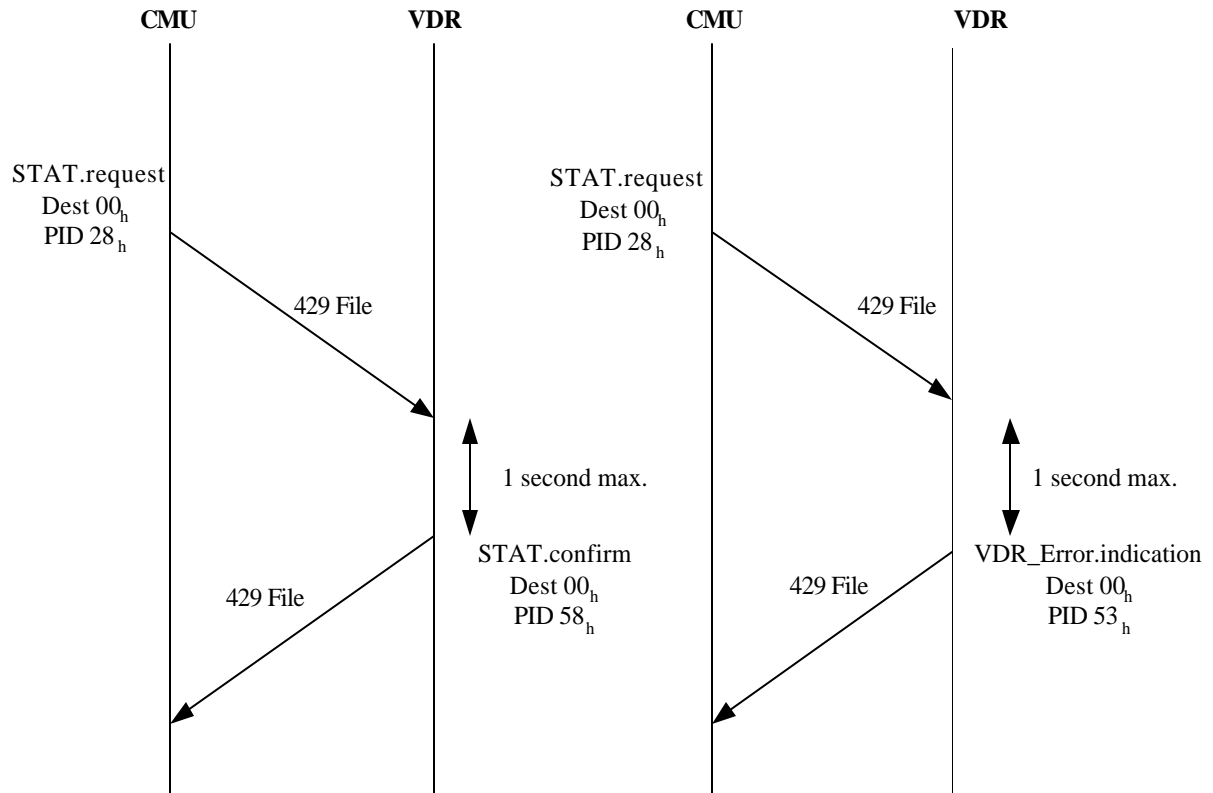 CMU
VDR
STAT.request
Dest 00h
PID 28h
429 File
1 second max.
STAT.confirm
Dest 00h
PID 58h
429 File
CMU
VDR
STAT.request
Dest 00h
PID 28h
429 File
1 second max.
VDR_Error.indication
Dest 00h
PID 53h
429 File